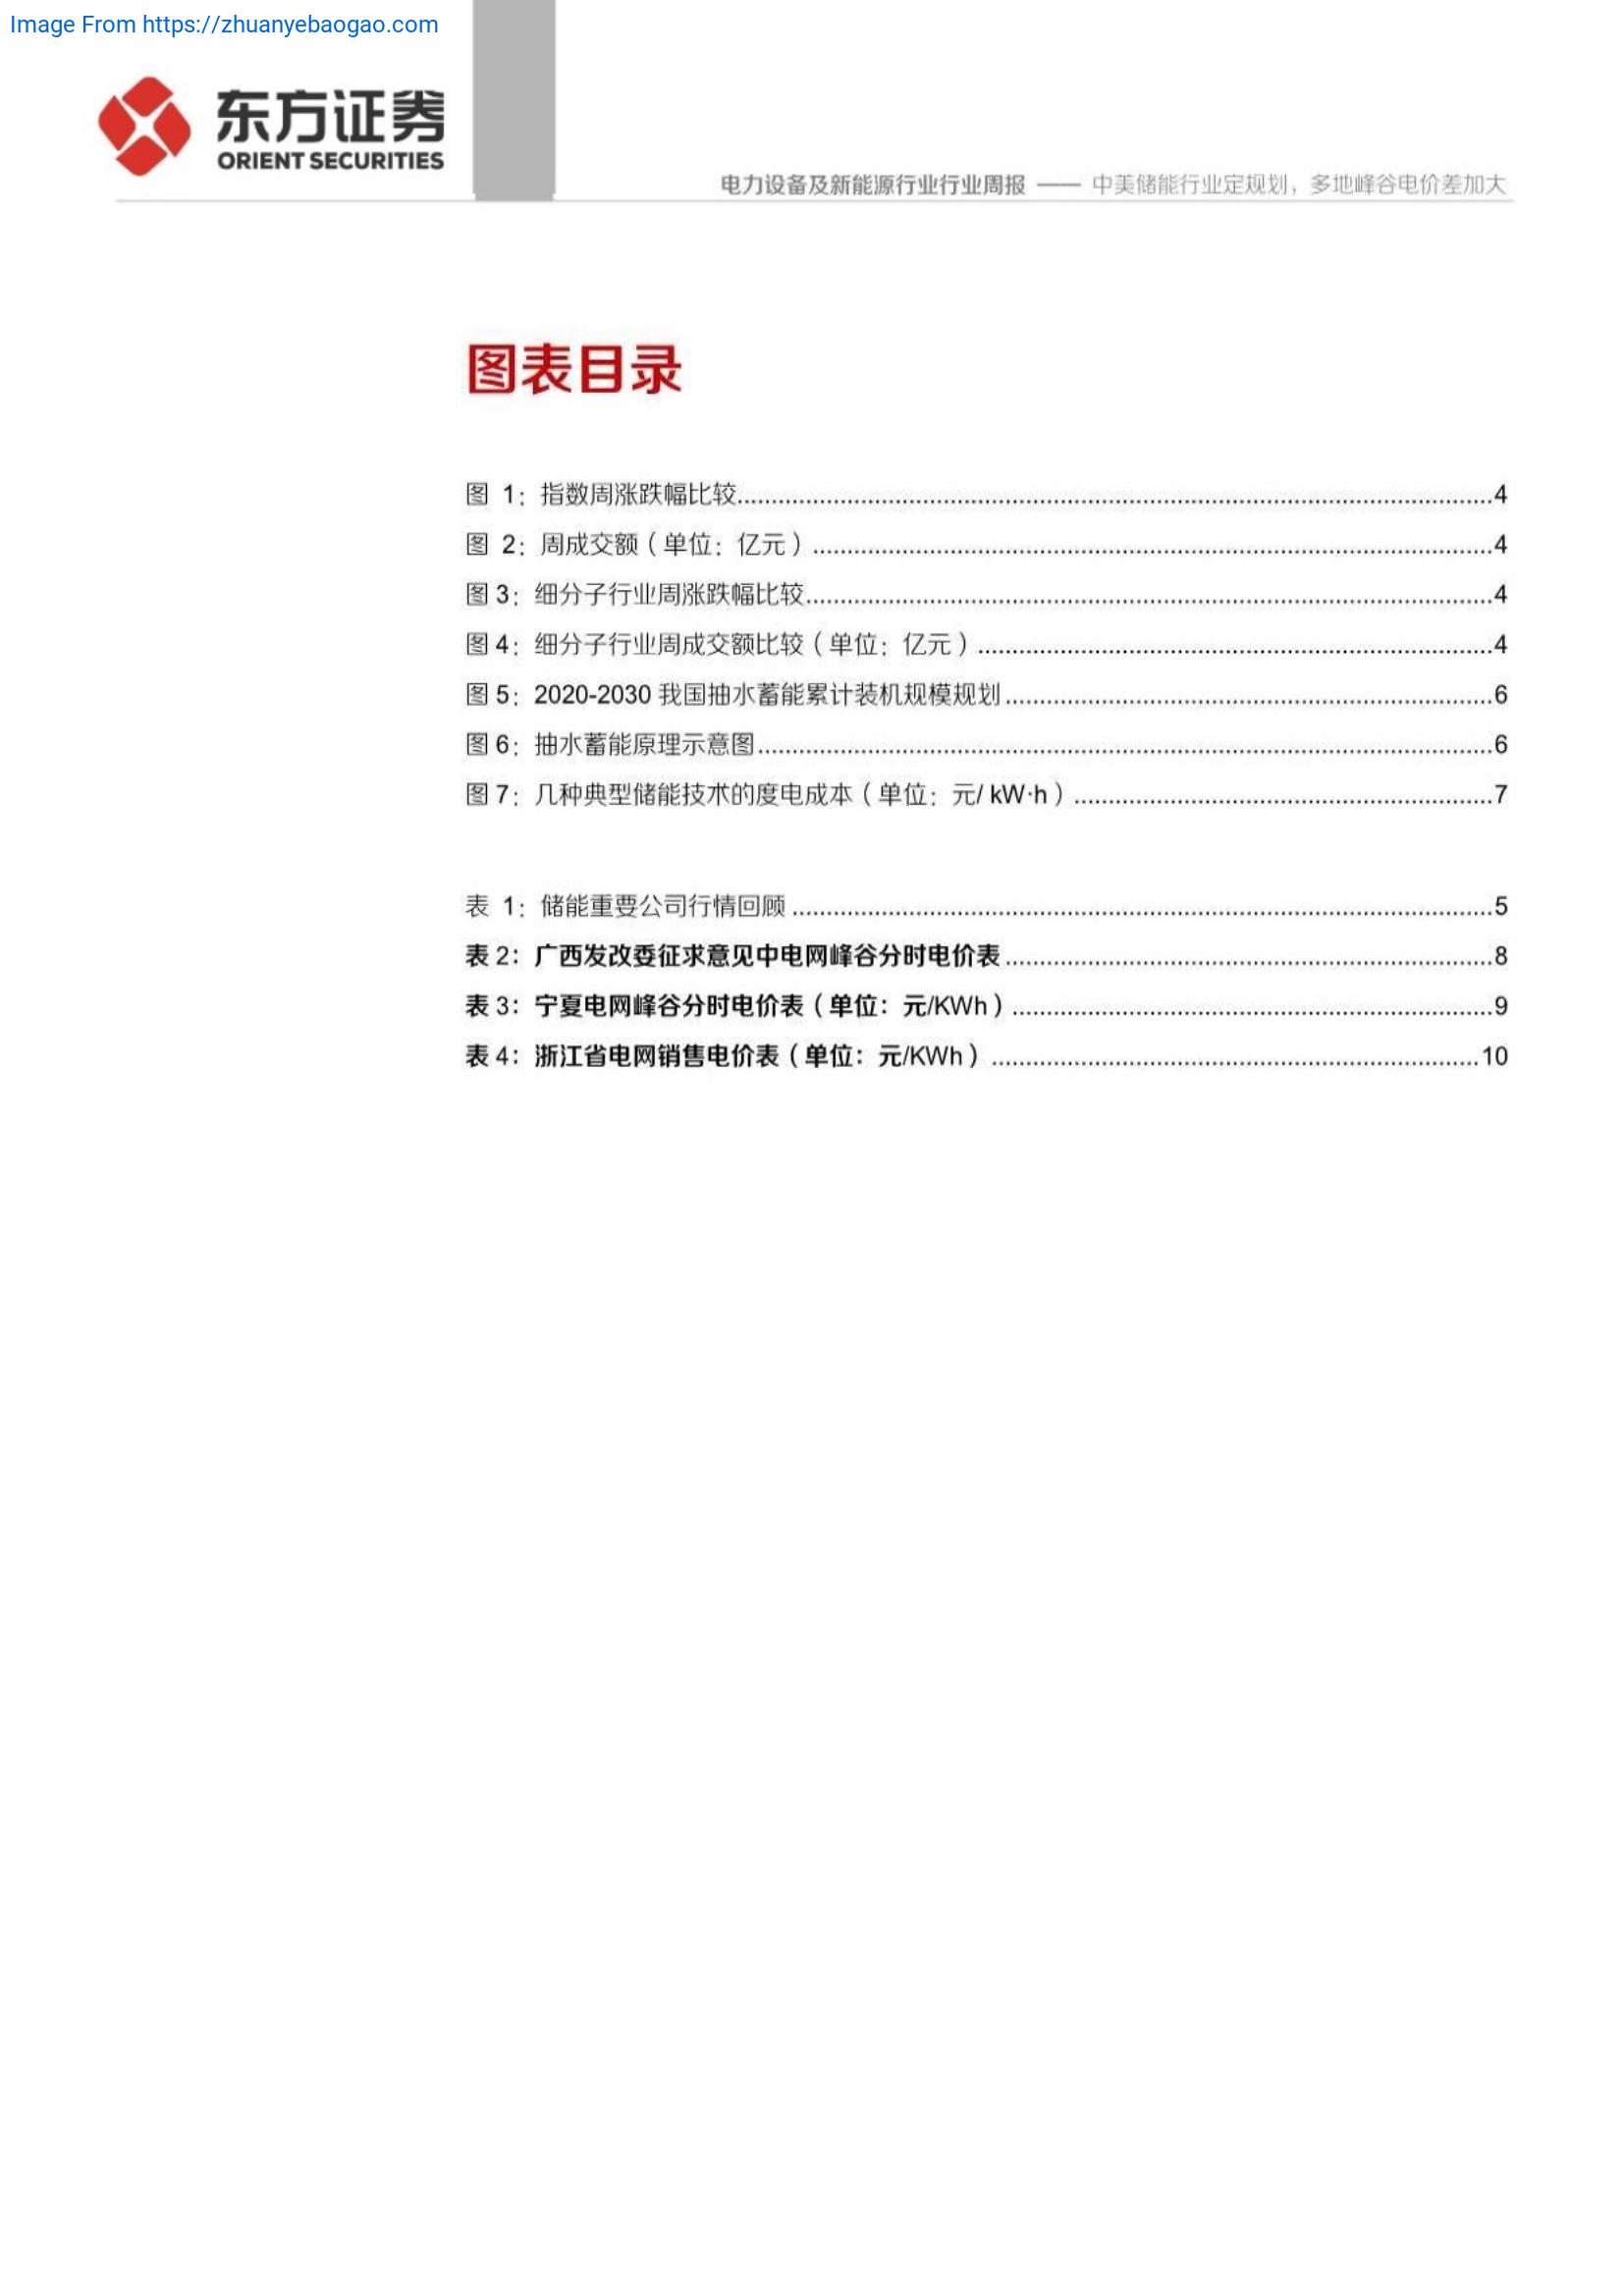 Image From https://zhuanyebaogao.com
东方证券
ORIENT SECURITIES
电力设备及新能源行业行业周报 —— 中美储能行业定规划，多地峰谷电价差加大
图表目录
图 1：指数周涨跌幅比较....................4
图 2：周成交额（单位：亿元）....................4
图 3：细分子行业周涨跌幅比较....................4
图 4：细分子行业周成交额比较（单位：亿元）....................4
图 5：2020-2030 我国抽水蓄能累计装机规模规划....................6
图 6：抽水蓄能原理示意图....................6
图 7：几种典型储能技术的度电成本（单位：元/ kW·h）....................7
表 1：储能重要公司行情回顾....................5
表 2：广西发改委征求意见中电网峰谷分时电价表....................8
表 3：宁夏电网峰谷分时电价表（单位：元/KWh）....................9
表 4：浙江省电网销售电价表（单位：元/KWh）....................10